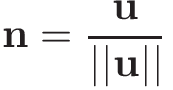 n = u / ||u||